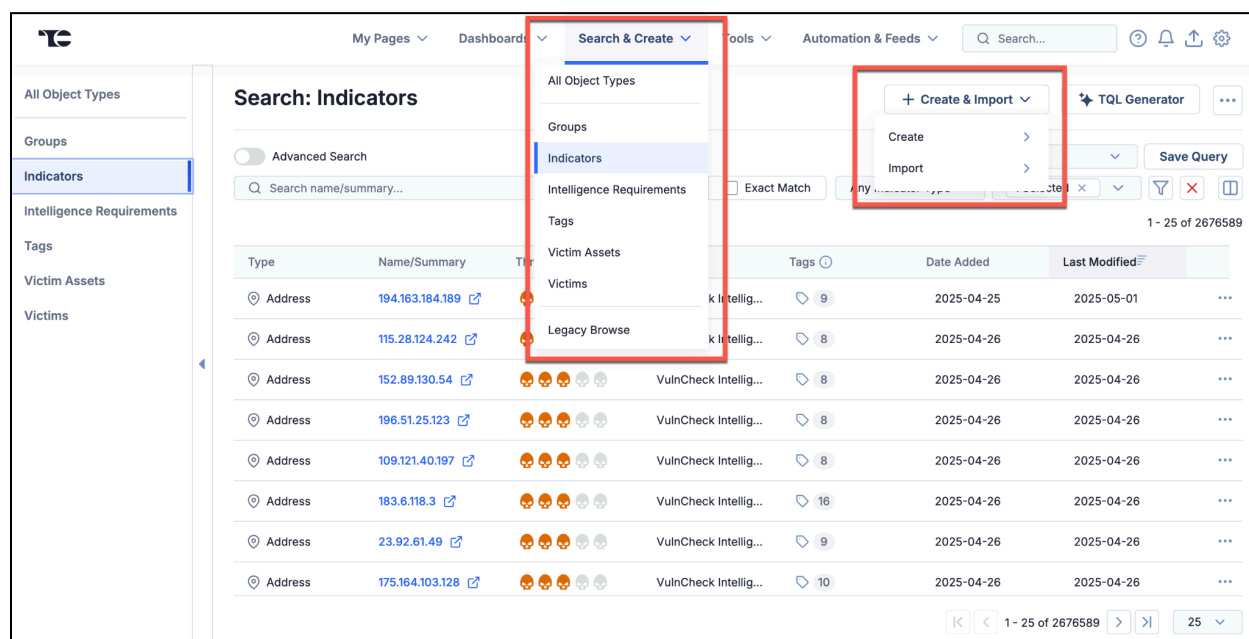 TC
My Pages Dashboards Search & Create Tools Automation & Feeds Search...
All Object Types
Groups
Indicators
Intelligence Requirements
Tags
Victim Assets
Victims
All Object Types
Groups
Indicators
Intelligence Requirements
Tags
Victim Assets
Victims
Legacy Browse
Search: Indicators
+ Create & Import
Create
Import
TQL Generator
Advanced Search
Save Query
Search name/summary...
Exact Match
1 - 25 of 2676589
Type Name/Summary Tags Date Added Last Modified
Address 194.163.184.189 9 2025-04-25 2025-05-01
Address 115.28.124.242 8 2025-04-26 2025-04-26
Address 152.89.130.54 VulnCheck Intellig... 8 2025-04-26 2025-04-26
Address 196.51.25.123 VulnCheck Intellig... 8 2025-04-26 2025-04-26
Address 109.121.40.197 VulnCheck Intellig... 8 2025-04-26 2025-04-26
Address 183.6.118.3 VulnCheck Intellig... 16 2025-04-26 2025-04-26
Address 23.92.61.49 VulnCheck Intellig... 9 2025-04-26 2025-04-26
Address 175.164.103.128 VulnCheck Intellig... 10 2025-04-26 2025-04-26
1 - 25 of 2676589 25